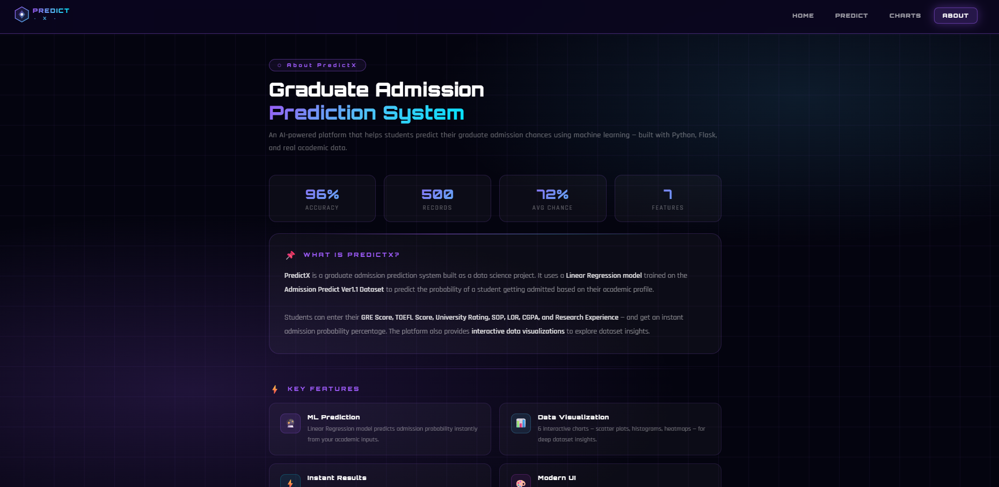 PREDICT
· X ·
HOME PREDICT CHARTS ABOUT
About PredictX
Graduate Admission
Prediction System
An AI-powered platform that helps students predict their graduate admission chances using machine learning — built with Python, Flask,
and real academic data.
96%
ACCURACY
500
RECORDS
72%
AVG CHANCE
7
FEATURES
WHAT IS PREDICTX?
PredictX is a graduate admission prediction system built as a data science project. It uses a Linear Regression model trained on the
Admission Predict Ver1.1 Dataset to predict the probability of a student getting admitted based on their academic profile.
Students can enter their GRE Score, TOEFL Score, University Rating, SOP, LOR, CGPA, and Research Experience — and get an instant
admission probability percentage. The platform also provides interactive data visualizations to explore dataset insights.
KEY FEATURES
ML Prediction
Linear Regression model predicts admission probability instantly
from your academic inputs.
Data Visualization
6 interactive charts — scatter plots, histograms, heatmaps — for
deep dataset insights.
Instant Results
Modern UI